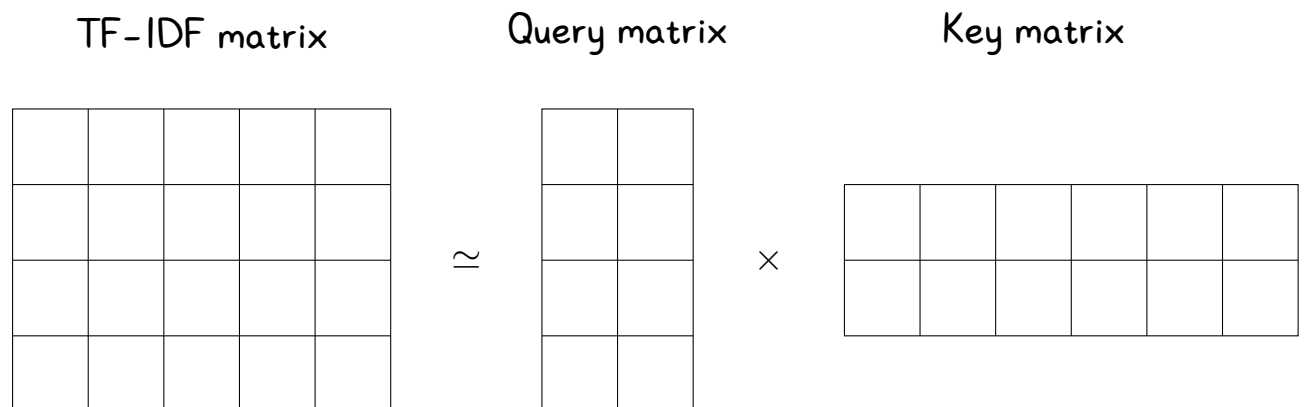 TF-IDF matrix
Query matrix
Key matrix
≃
×